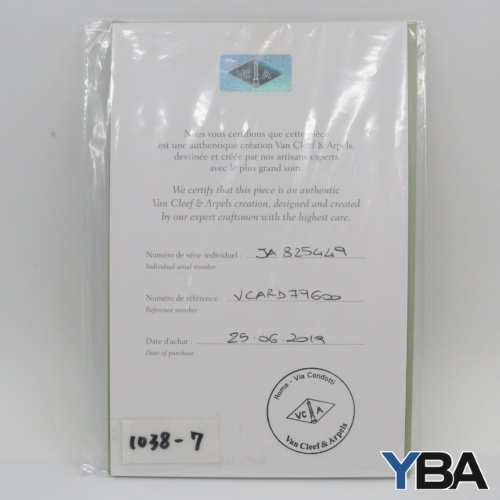 VC A
Nous vous certifions que cette pièce
est une authentique création Van Cleef & Arpels,
dessinée et créée par nos artisans experts
avec le plus grand soin.
We certify that this piece is an authentic
Van Cleef & Arpels creation, designed and created
by our expert craftsmen with the highest care.
Numéro de série individuel : JA 825449
Individual serial number
Numéro de référence : VCARD79600
Reference number
Date d'achat : 25.06.2019
Date of purchase
Roma - Via Condotti
VC A
Van Cleef & Arpels
1038-7
YBA